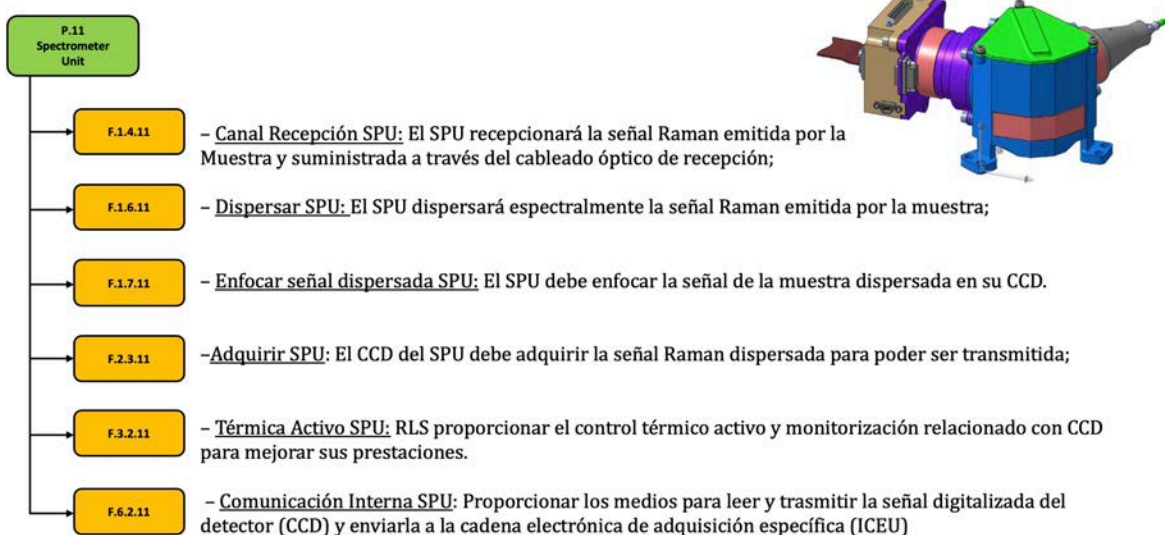 P.11
Spectrometer
Unit
F.1.4.11
– Canal Recepción SPU: El SPU recepcionará la señal Raman emitida por la
Muestra y suministrada a través del cableado óptico de recepción;
F.1.6.11
– Dispersar SPU: El SPU dispersará espectralmente la señal Raman emitida por la muestra;
F.1.7.11
– Enfocar señal dispersada SPU: El SPU debe enfocar la señal de la muestra dispersada en su CCD.
F.2.3.11
–Adquirir SPU: El CCD del SPU debe adquirir la señal Raman dispersada para poder ser transmitida;
F.3.2.11
– Térmica Activo SPU: RLS proporcionar el control térmico activo y monitorización relacionado con CCD
para mejorar sus prestaciones.
F.6.2.11
– Comunicación Interna SPU: Proporcionar los medios para leer y trasmitir la señal digitalizada del
detector (CCD) y enviarla a la cadena electrónica de adquisición específica (ICEU)